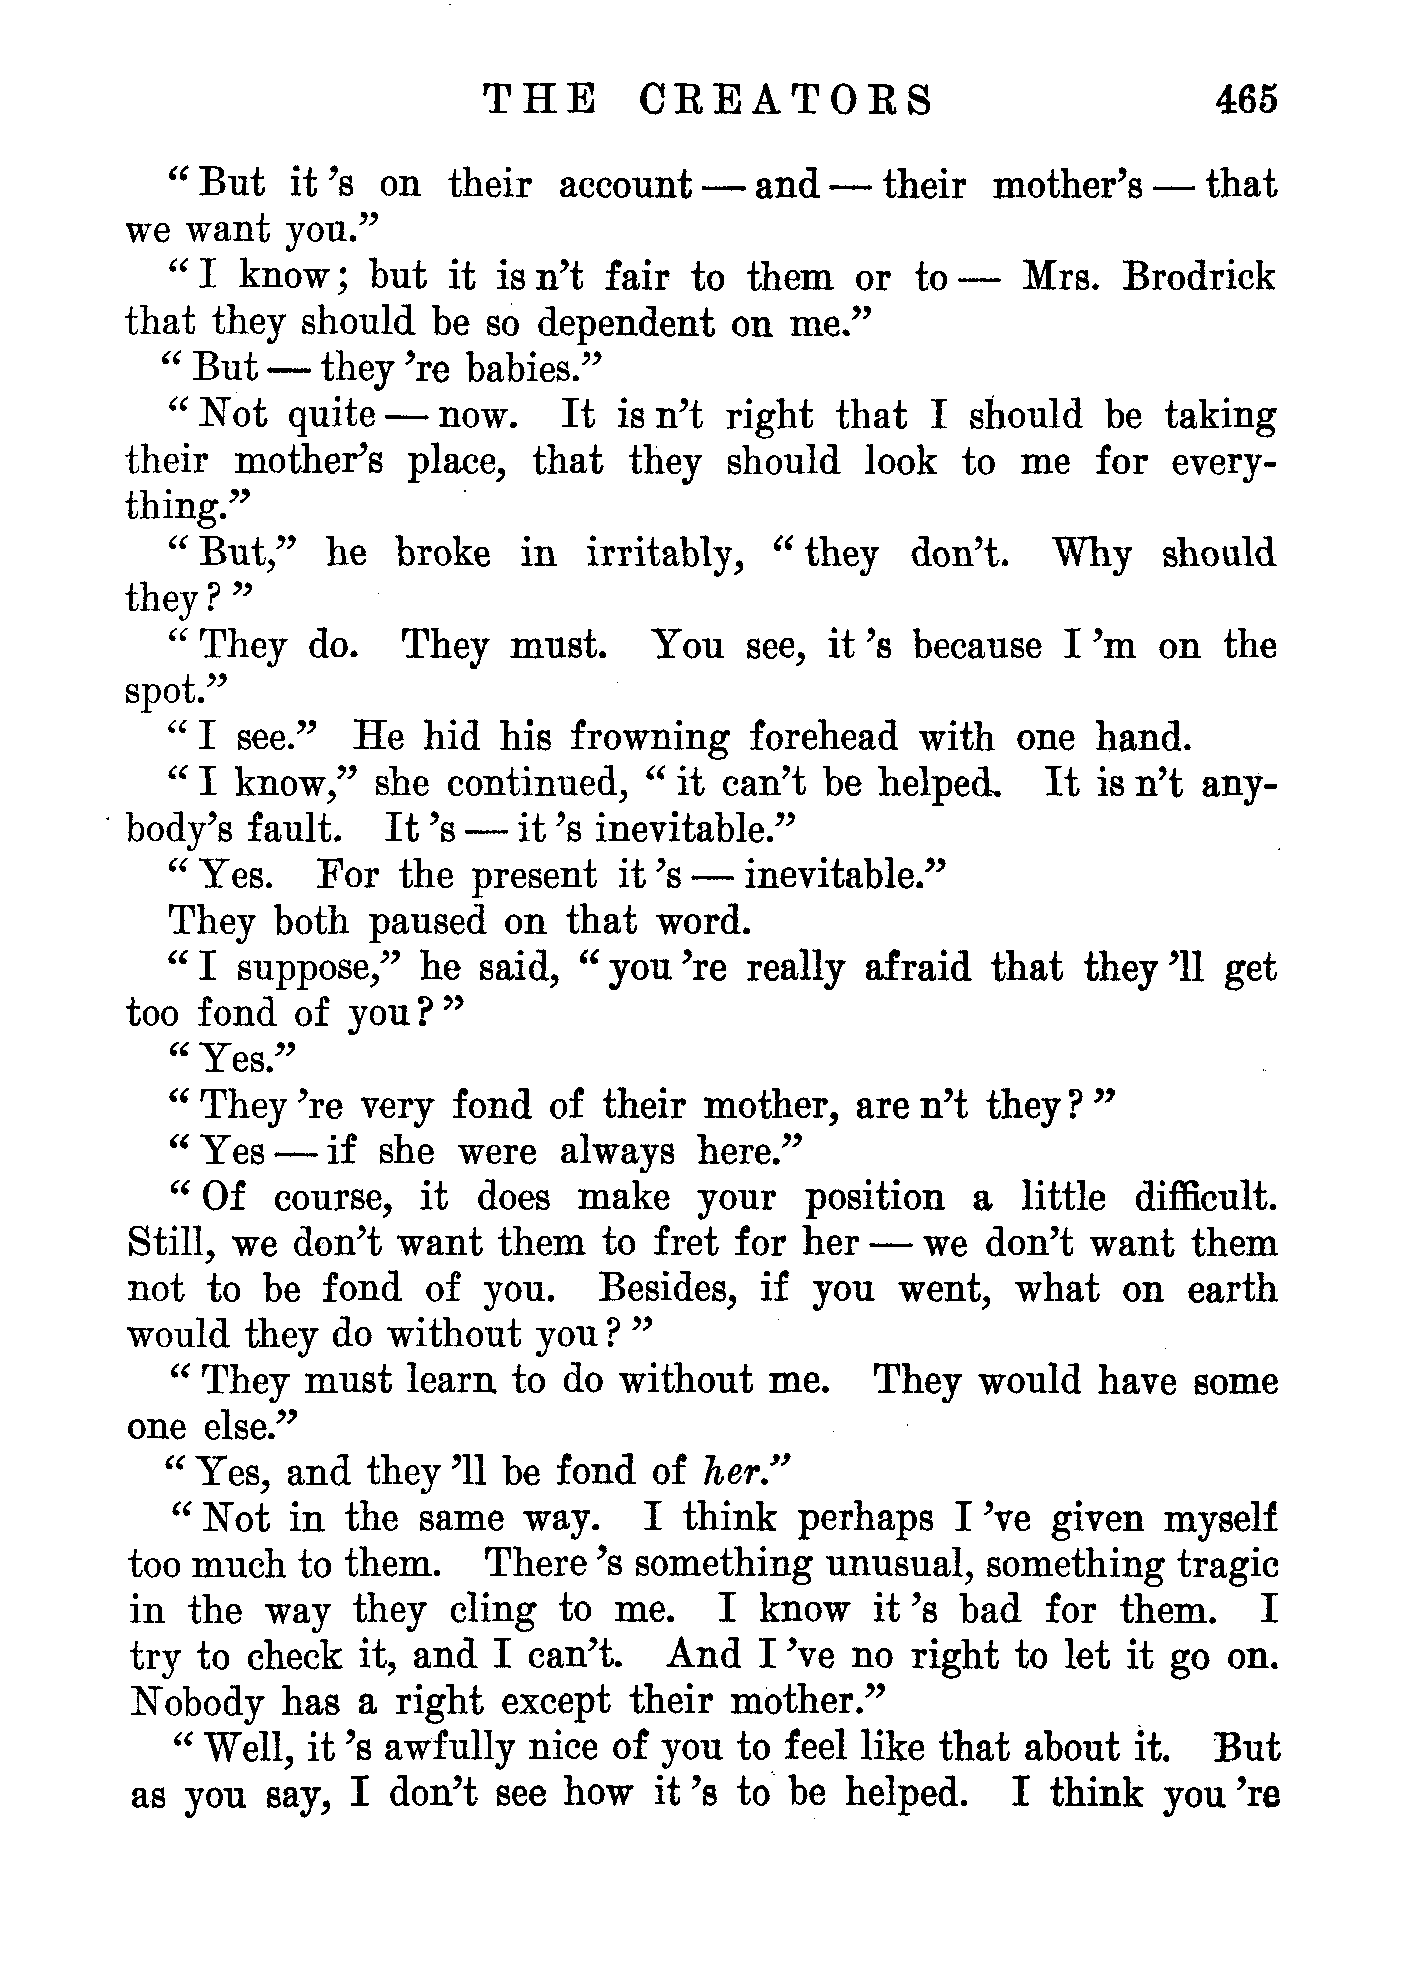 THE CREATORS 465
“But it 's on their account — and — their mother's — that
we want you.”
“I know; but it is n't fair to them or to — Mrs. Brodrick
that they should be so dependent on me.”
“But — they 're babies.”
“Not quite — now. It is n't right that I should be taking
their mother's place, that they should look to me for every-
thing.”
“But,” he broke in irritably, “they don't. Why should
they?”
“They do. They must. You see, it 's because I 'm on the
spot.”
“I see.” He hid his frowning forehead with one hand.
“I know,” she continued, “it can't be helped. It is n't any-
body's fault. It 's — it 's inevitable.”
“Yes. For the present it 's — inevitable.”
They both paused on that word.
“I suppose,” he said, “you 're really afraid that they 'll get
too fond of you?”
“Yes.”
“They 're very fond of their mother, are n't they?”
“Yes — if she were always here.”
“Of course, it does make your position a little difficult.
Still, we don't want them to fret for her — we don't want them
not to be fond of you. Besides, if you went, what on earth
would they do without you?”
“They must learn to do without me. They would have some
one else.”
“Yes, and they 'll be fond of her.”
“Not in the same way. I think perhaps I 've given myself
too much to them. There 's something unusual, something tragic
in the way they cling to me. I know it 's bad for them. I
try to check it, and I can't. And I 've no right to let it go on.
Nobody has a right except their mother.”
“Well, it 's awfully nice of you to feel like that about it. But
as you say, I don't see how it 's to be helped. I think you 're